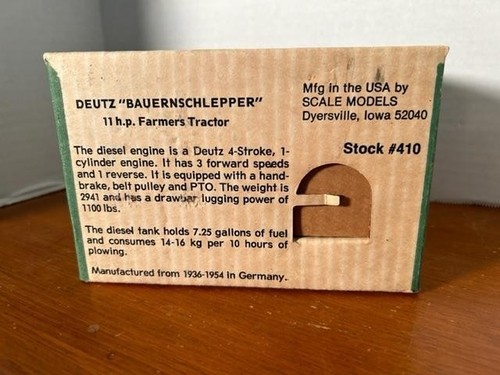 DEUTZ "BAUERNSCHLEPPER"
11 h.p. Farmers Tractor
Mfg in the USA by
SCALE MODELS
Dyersville, Iowa 52040
Stock #410
The diesel engine is a Deutz 4-Stroke, 1-
cylinder engine. It has 3 forward speeds
and 1 reverse. It is equipped with a hand-
brake, belt pulley and PTO. The weight is
2941 and has a drawbar lugging power of
1100 lbs.
The diesel tank holds 7.25 gallons of fuel
and consumes 14-16 kg per 10 hours of
plowing.
Manufactured from 1936-1954 in Germany.